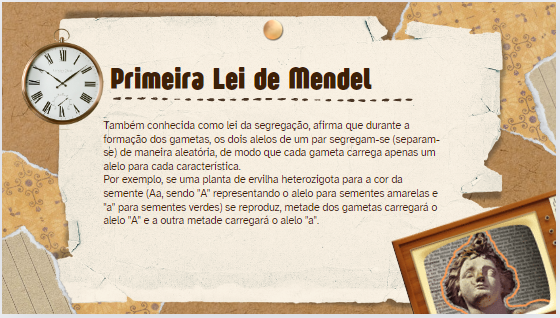 Primeira Lei de Mendel
Também conhecida como lei da segregação, afirma que durante a
formação dos gametas, os dois alelos de um par segregam-se (separam-
se) de maneira aleatória, de modo que cada gameta carrega apenas um
alelo para cada característica.
Por exemplo, se uma planta de ervilha heterozigota para a cor da
semente (Aa, sendo "A" representando o alelo para sementes amarelas e
"a" para sementes verdes) se reproduz, metade dos gametas carregará o
alelo "A" e a outra metade carregará o alelo "a".